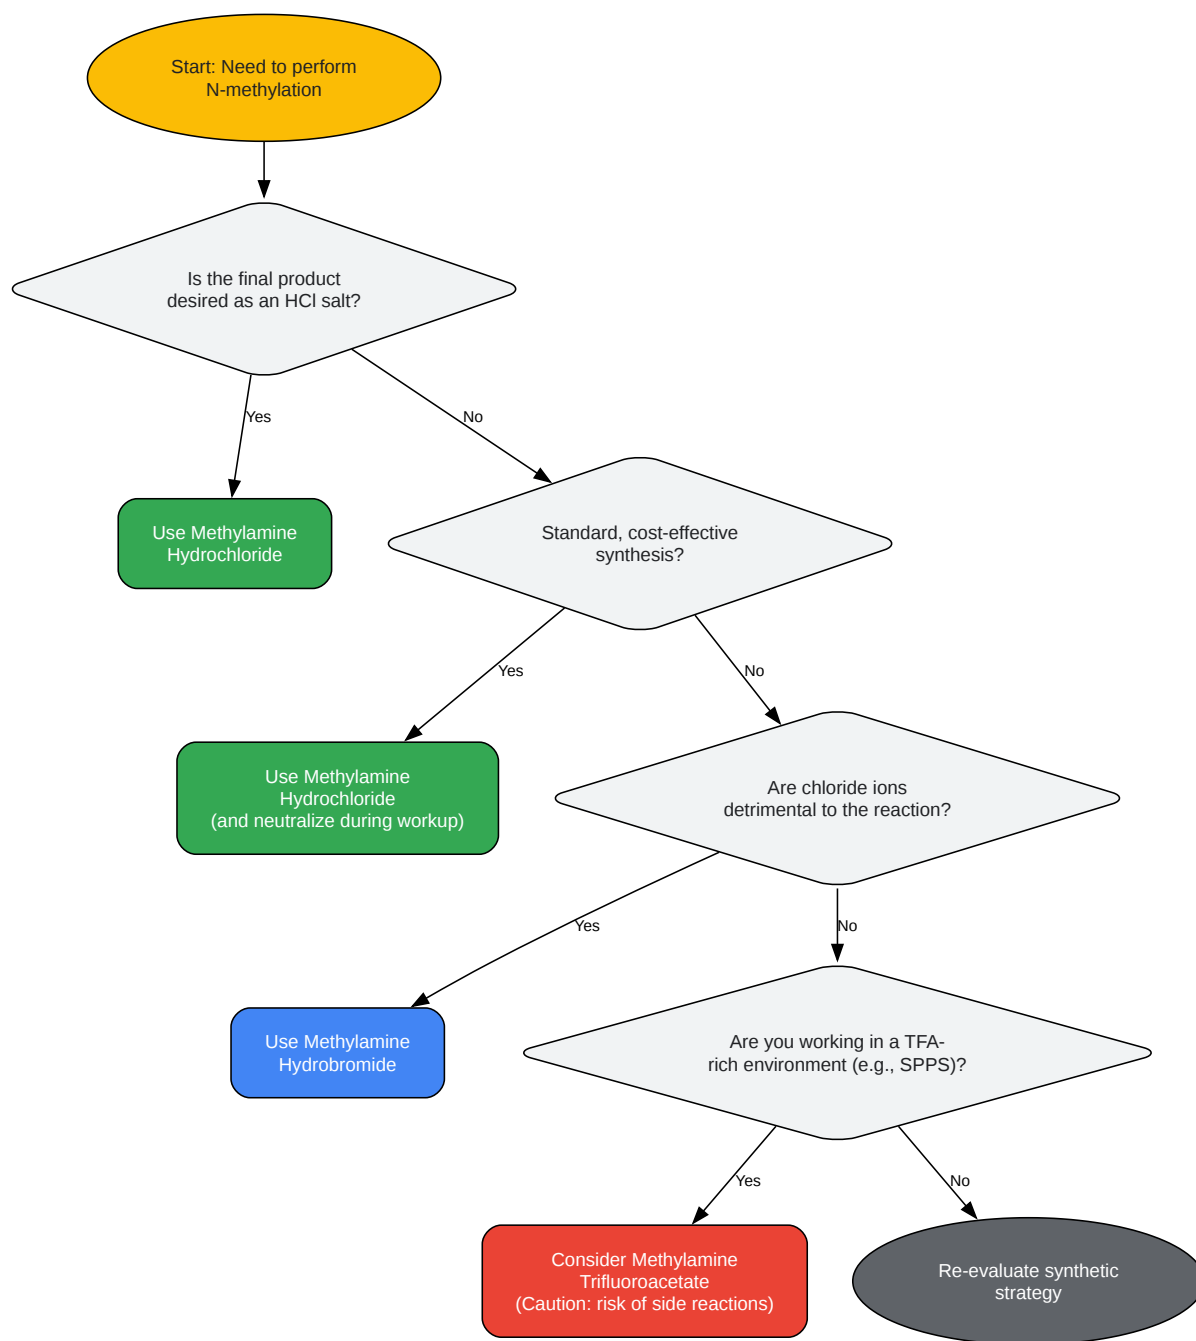 Start: Need to perform
N-methylation
Is the final product
desired as an HCl salt?
Yes
No
Use Methylamine
Hydrochloride
Standard, cost-effective
synthesis?
Yes
No
Use Methylamine
Hydrochloride
(and neutralize during workup)
Are chloride ions
detrimental to the reaction?
Yes
No
Use Methylamine
Hydrobromide
Are you working in a TFA-
rich environment (e.g., SPPS)?
Yes
No
Consider Methylamine
Trifluoroacetate
(Caution: risk of side reactions)
Re-evaluate synthetic
strategy